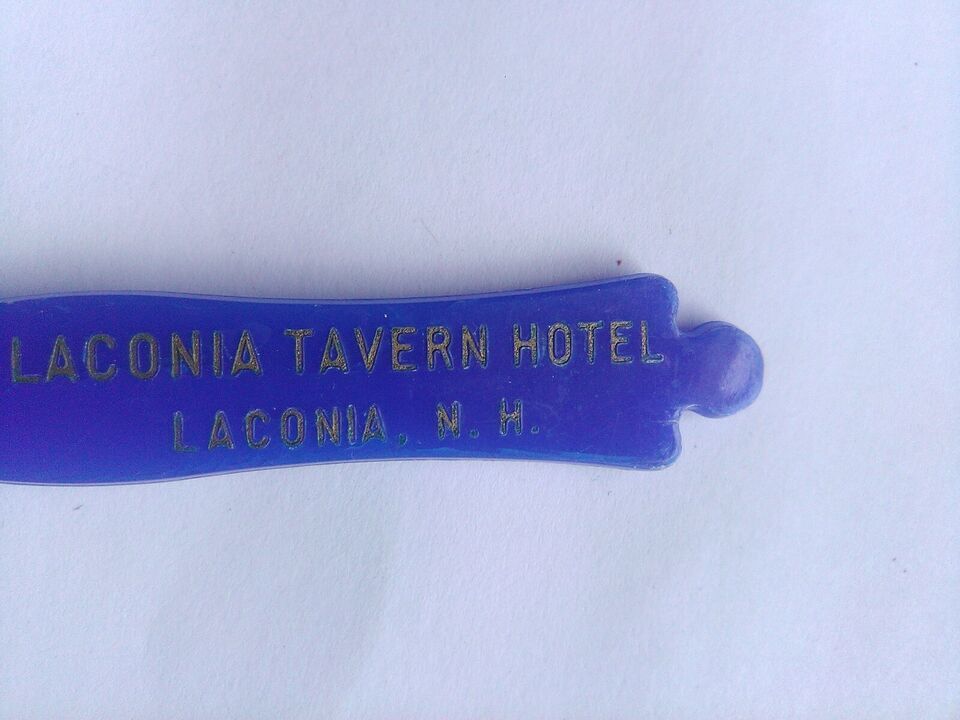 LACONIA TAVERN HOTEL
LACONIA, N. H.